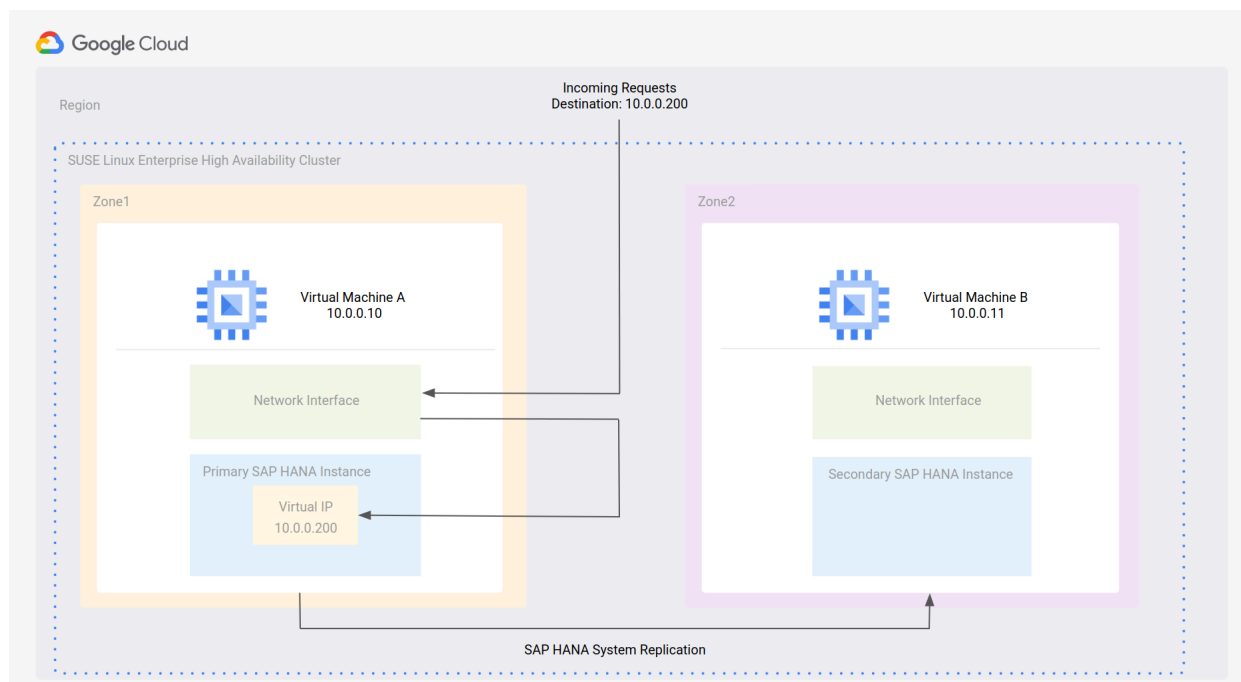 Google Cloud
Incoming Requests
Destination: 10.0.0.200
Region
SUSE Linux Enterprise High Availability Cluster
Zone1
Virtual Machine A
10.0.0.10
Network Interface
Primary SAP HANA Instance
Virtual IP
10.0.0.200
Zone2
Virtual Machine B
10.0.0.11
Network Interface
Secondary SAP HANA Instance
SAP HANA System Replication